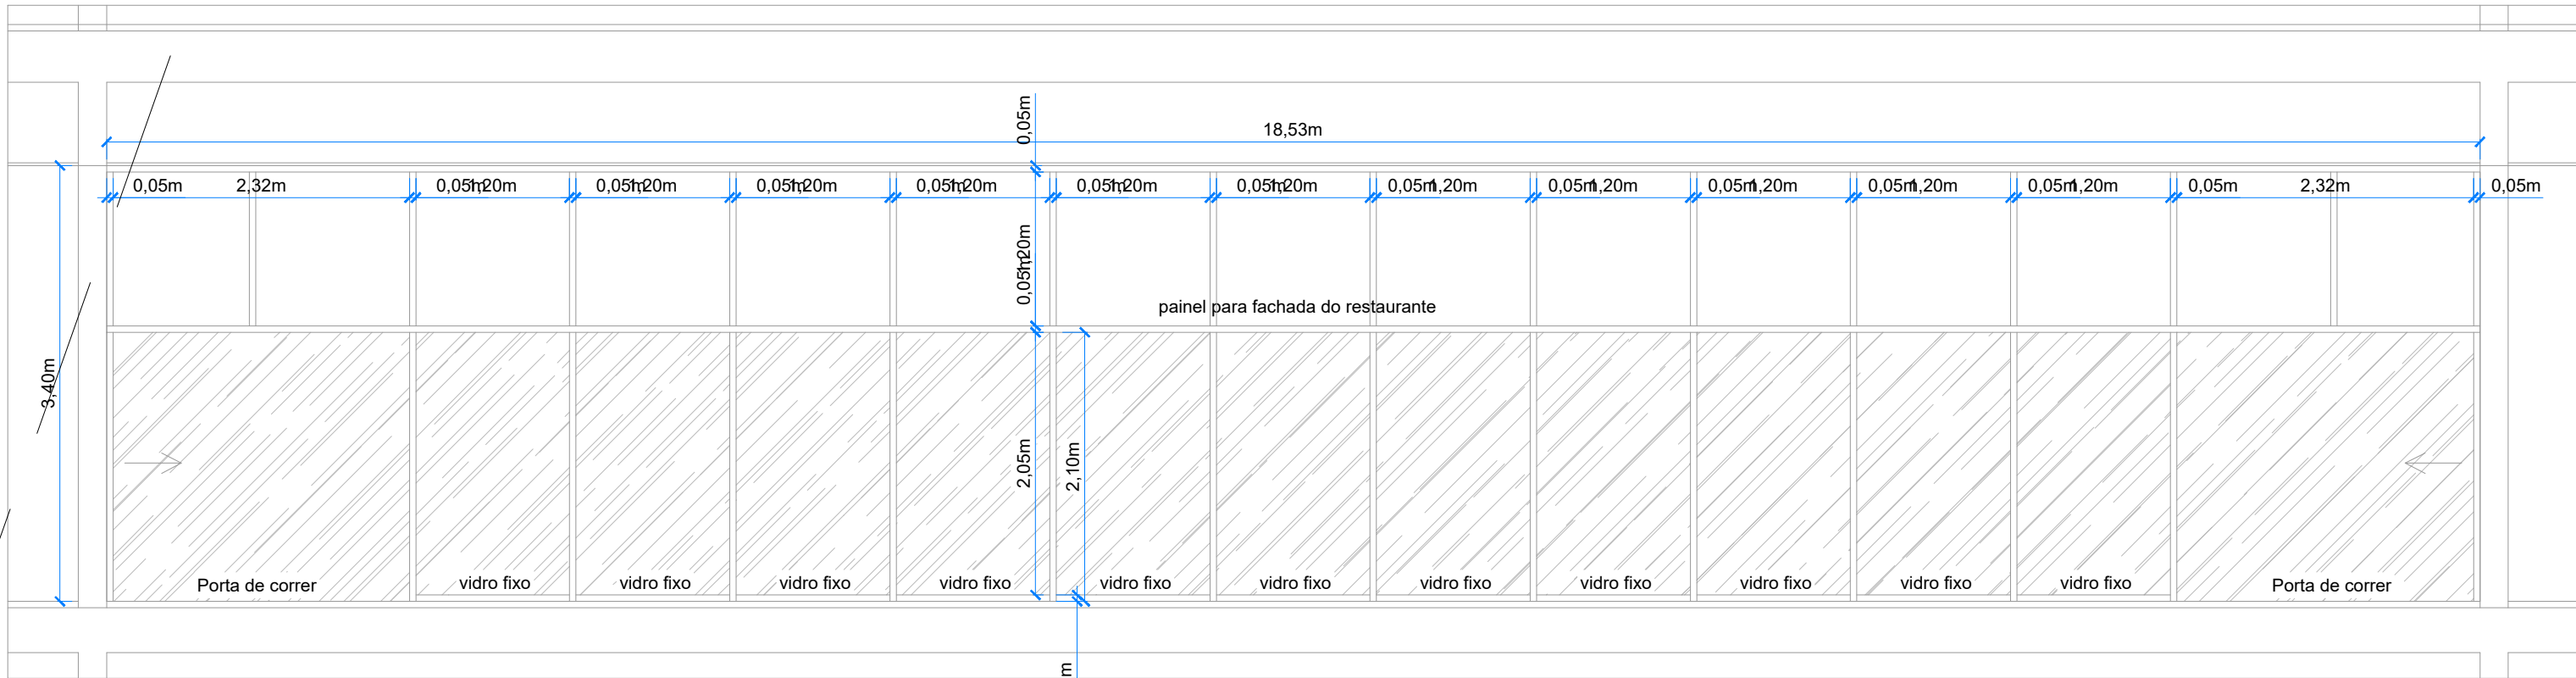 0,05m
18,53m
0,05m 2,32m 0,05m 1,20m 0,05m 1,20m 0,05m 1,20m 0,05m 1,20m 0,05m 1,20m 0,05m 1,20m 0,05m 1,20m 0,05m 1,20m 0,05m 1,20m 0,05m 1,20m 0,05m 1,20m 0,05m 2,32m 0,05m
0,05m 1,20m
painel para fachada do restaurante
3,40m
2,05m
2,10m
Porta de correr vidro fixo vidro fixo vidro fixo vidro fixo vidro fixo vidro fixo vidro fixo vidro fixo vidro fixo vidro fixo vidro fixo Porta de correr
m